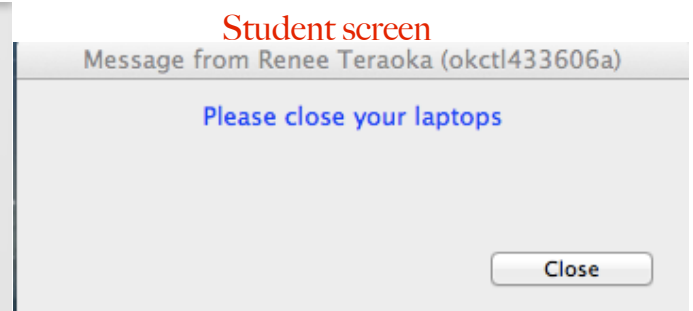 Student screen
Message from Renee Teraoka (okctl433606a)
Please close your laptops
Close